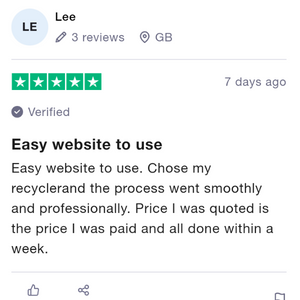 LE
Lee
3 reviews GB
7 days ago
Verified
Easy website to use
Easy website to use. Chose my
recyclerand the process went smoothly
and professionally. Price I was quoted is
the price I was paid and all done within a
week.